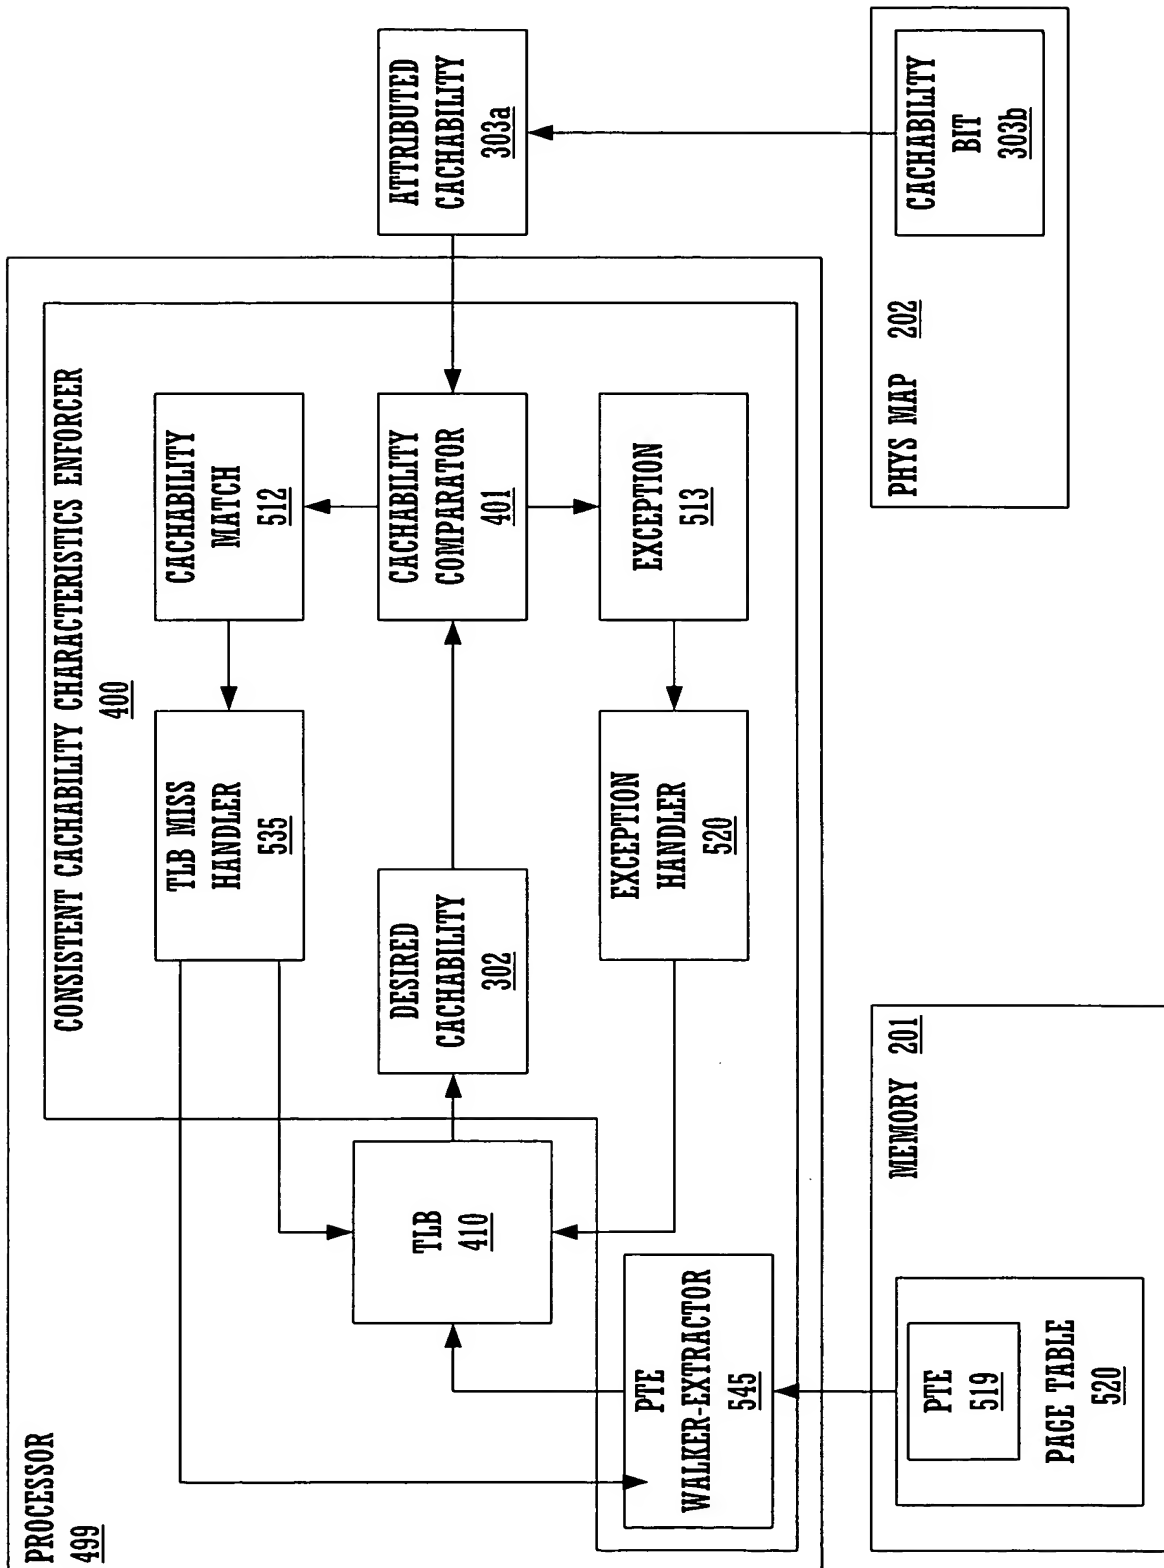 PROCESSOR
499
CONSISTENT CACHABILITY CHARACTERISTICS ENFORCER
400
TLB MISS
HANDLER
535
CACHABILITY
MATCH
512
TLB
410
DESIRED
CACHABILITY
302
CACHABILITY
COMPARATOR
401
ATTRIBUTED
CACHABILITY
303a
PTE
WALKER-EXTRACTOR
545
EXCEPTION
HANDLER
520
EXCEPTION
513
MEMORY 201
PTE
519
PAGE TABLE
520
PHYS MAP 202
CACHABILITY
BIT
303b